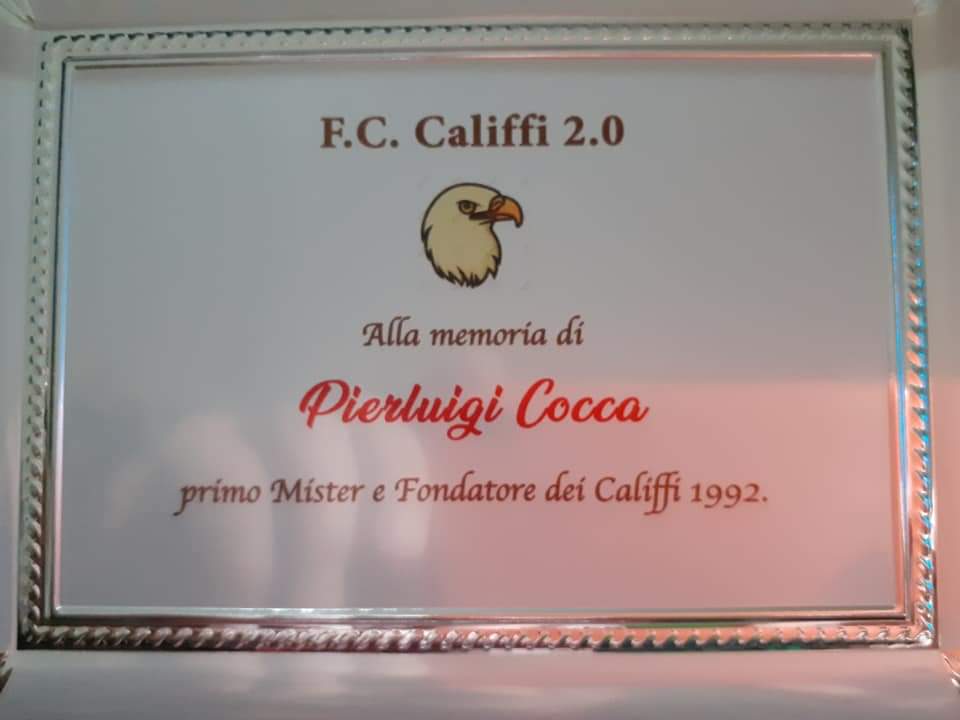 F.C. Califfi 2.0
Alla memoria di
Pierluigi Cocca
primo Mister e Fondatore dei Califfi 1992.